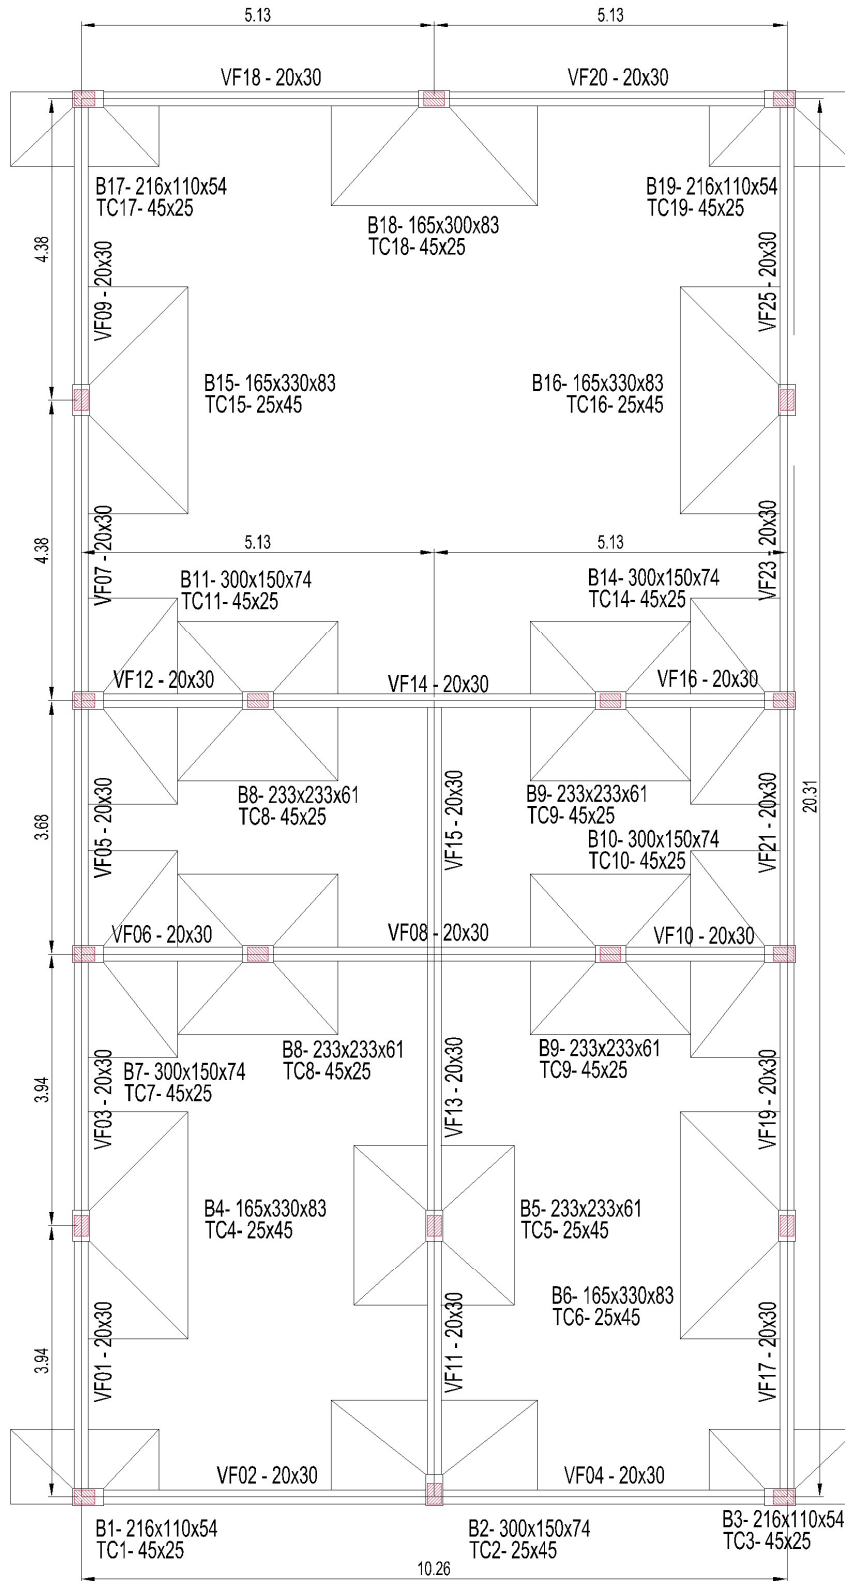 5.13
5.13
VF18 - 20x30
VF20 - 20x30
B17- 216x110x54
TC17- 45x25
B19- 216x110x54
TC19- 45x25
B18- 165x300x83
TC18- 45x25
4.38
VF09 - 20x30
VF25 - 20x30
B15- 165x330x83
TC15- 25x45
B16- 165x330x83
TC16- 25x45
4.38
VF07 - 20x30
VF23 - 20x30
5.13
5.13
B11- 300x150x74
TC11- 45x25
B14- 300x150x74
TC14- 45x25
VF12 - 20x30
VF14 - 20x30
VF16 - 20x30
B8- 233x233x61
TC8- 45x25
B9- 233x233x61
TC9- 45x25
3.68
VF05 - 20x30
VF15 - 20x30
VF21 - 20x30
20.31
B10- 300x150x74
TC10- 45x25
VF06 - 20x30
VF08 - 20x30
VF10 - 20x30
B7- 300x150x74
TC7- 45x25
B8- 233x233x61
TC8- 45x25
B9- 233x233x61
TC9- 45x25
3.94
VF03 - 20x30
VF13 - 20x30
VF19 - 20x30
B4- 165x330x83
TC4- 25x45
B5- 233x233x61
TC5- 25x45
B6- 165x330x83
TC6- 25x45
3.94
VF01 - 20x30
VF11 - 20x30
VF17 - 20x30
VF02 - 20x30
VF04 - 20x30
B1- 216x110x54
TC1- 45x25
B2- 300x150x74
TC2- 25x45
B3- 216x110x54
TC3- 45x25
10.26